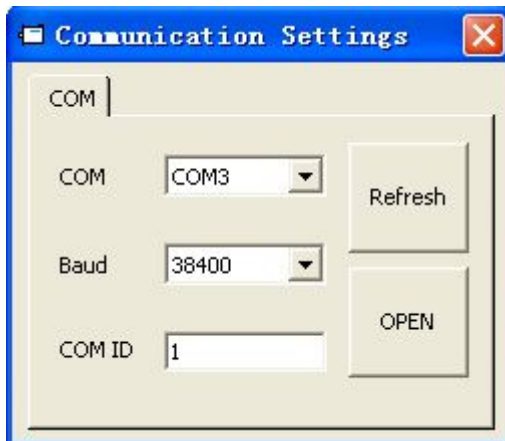 Communication Settings
COM
COM COM3
Refresh
Baud 38400
OPEN
COM ID 1